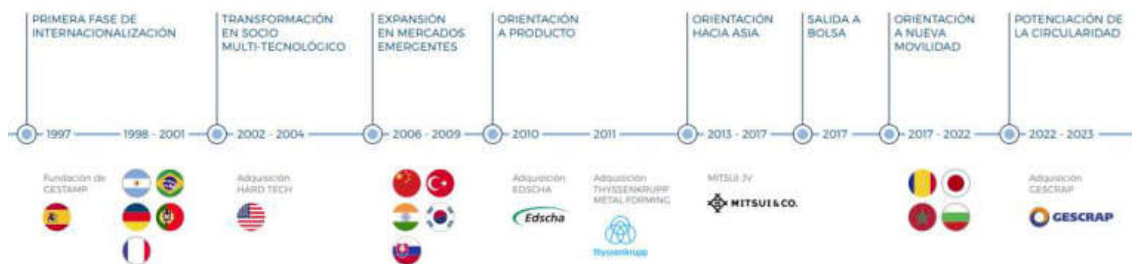 PRIMERA FASE DE
INTERNACIONALIZACIÓN
TRANSFORMACIÓN
EN SOCIO
MULTI-TECNOLÓGICO
EXPANSIÓN
EN MERCADOS
EMERGENTES
ORIENTACIÓN
A PRODUCTO
ORIENTACIÓN
HACIA ASIA
SALIDA A
BOLSA
ORIENTACIÓN
A NUEVA
MOVILIDAD
POTENCIACIÓN DE
LA CIRCULARIDAD
1997
1998 - 2001
2002 - 2004
2006 - 2009
2010
2011
2013 - 2017
2017
2017 - 2022
2022 - 2023
Fundación de
GESTAMP
Adquisición
HARD TECH
Adquisición
EDSCHA
Edscha
Adquisición
THYSSENKRUPP
METAL FORMING
thyssenkrupp
MITSUI JV
MITSUI & CO.
Adquisición
GESCRAP
GESCRAP